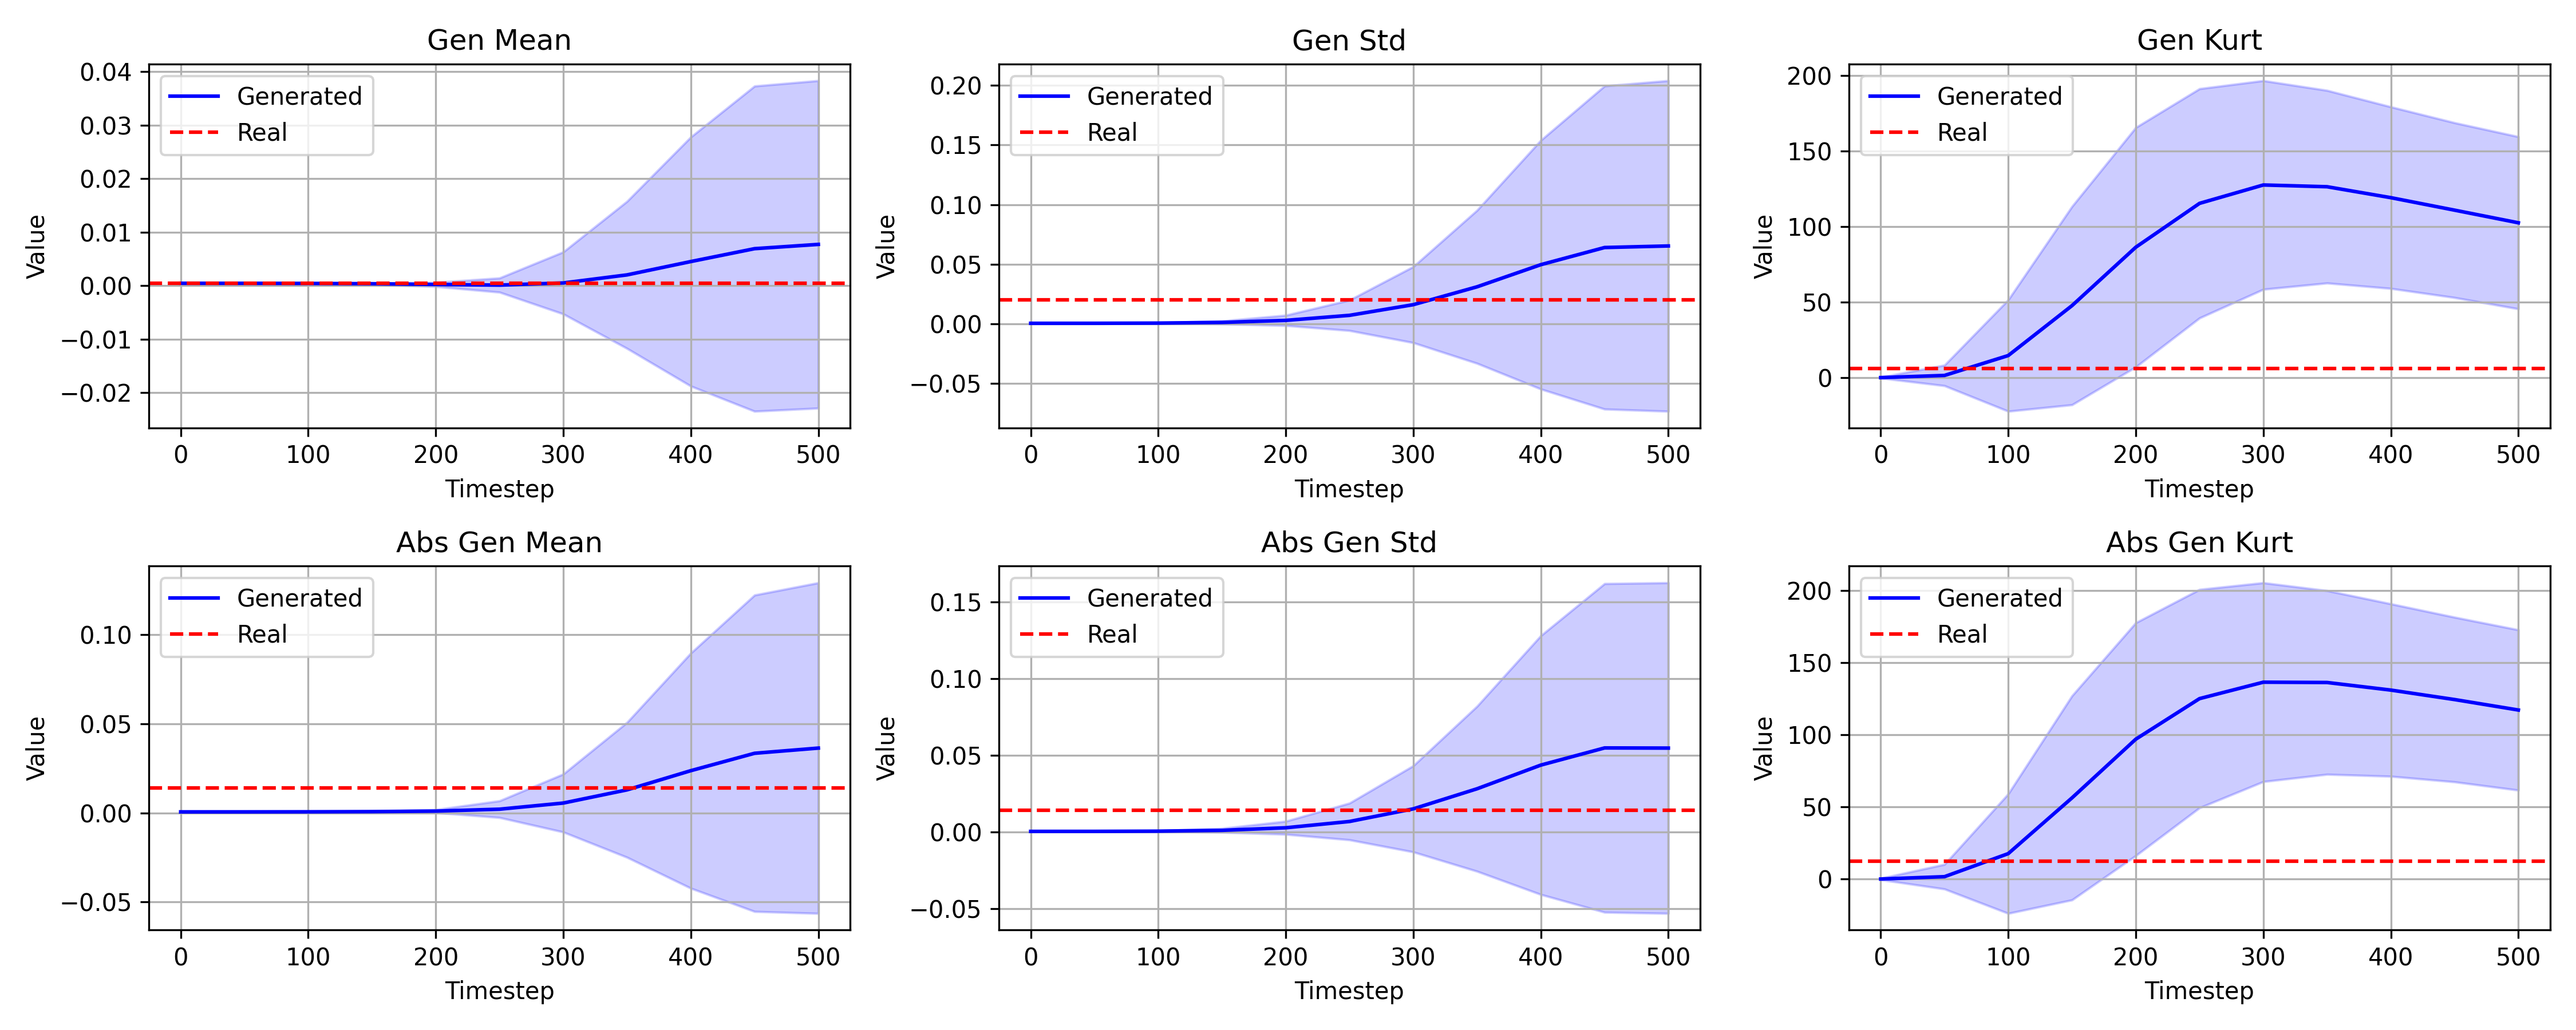 Gen Mean
0.04
0.03
0.02
0.01
0.00
−0.01
−0.02
Value
0
100
200
300
400
500
Timestep
Generated
Real
Gen Std
0.20
0.15
0.10
0.05
0.00
−0.05
Value
0
100
200
300
400
500
Timestep
Generated
Real
Gen Kurt
200
150
100
50
0
Value
0
100
200
300
400
500
Timestep
Generated
Real
Abs Gen Mean
0.10
0.05
0.00
−0.05
Value
0
100
200
300
400
500
Timestep
Generated
Real
Abs Gen Std
0.15
0.10
0.05
0.00
−0.05
Value
0
100
200
300
400
500
Timestep
Generated
Real
Abs Gen Kurt
200
150
100
50
0
Value
0
100
200
300
400
500
Timestep
Generated
Real